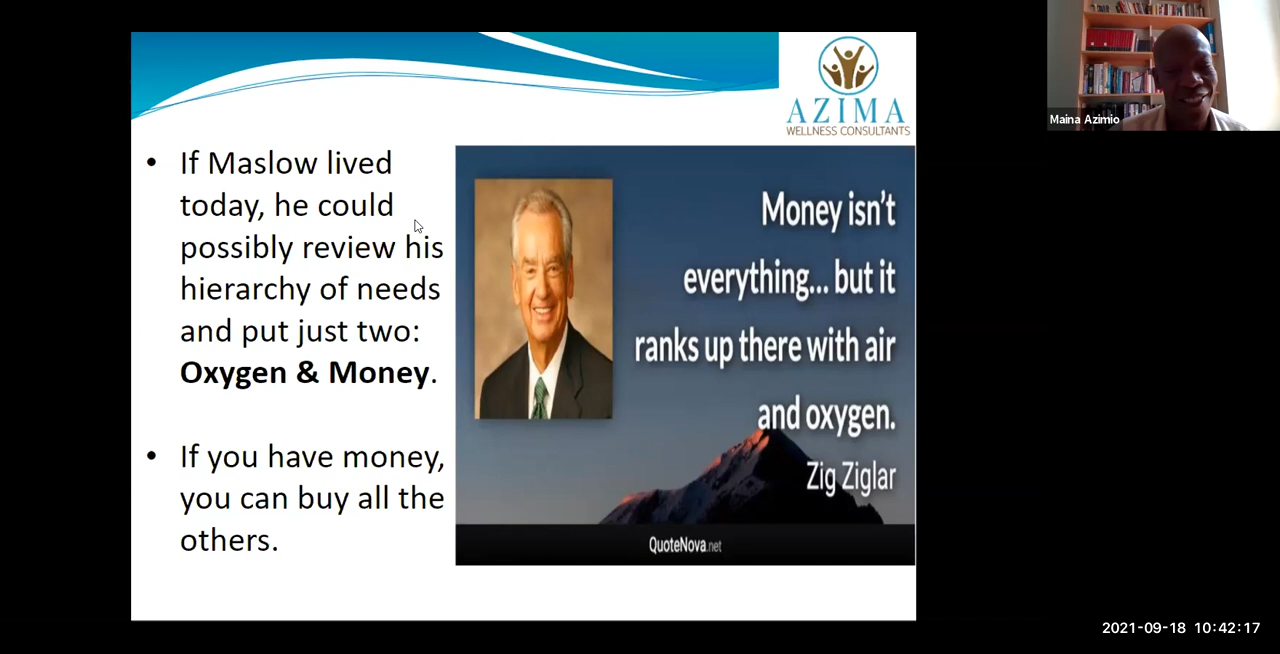 AZIMA
WELLNESS CONSULTANTS
Maina Azimio
• If Maslow lived
today, he could
possibly review his
hierarchy of needs
and put just two:
Oxygen & Money.
• If you have money,
you can buy all the
others.
Money isn't
everything... but it
ranks up there with air
and oxygen.
Zig Ziglar
QuoteNova.net
2021-09-18 10:42:17